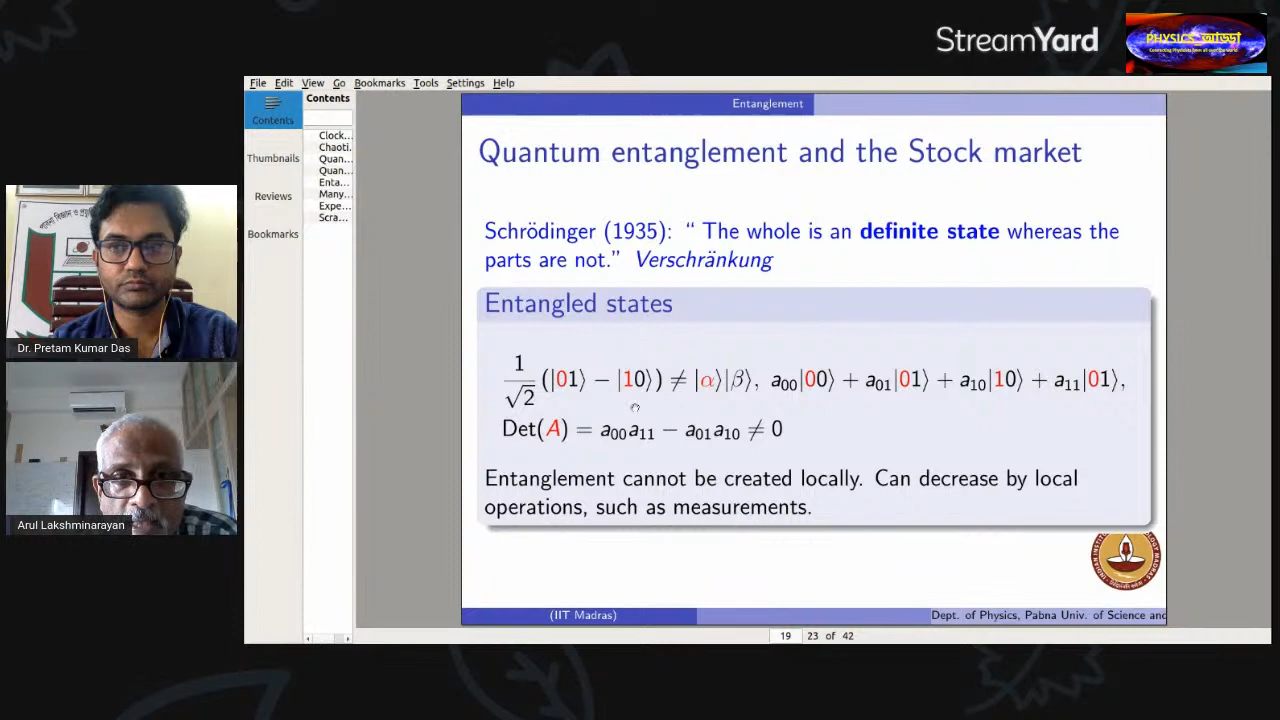 StreamYard
PHYSICS_আড্ডা
File Edit View Go Bookmarks Tools Settings Help
Contents
Contents
Thumbnails
Reviews
Bookmarks
Clock...
Chaoti.
Quan...
Quan...
Enta...
Many...
Expe...
Scra...
Entanglement
Quantum entanglement and the Stock market
Schrödinger (1935): “ The whole is an definite state whereas the
parts are not.” Verschränkung
Entangled states
1/√2 (|01⟩ − |10⟩) ≠ |α⟩|β⟩, a₀₀|00⟩ + a₀₁|01⟩ + a₁₀|10⟩ + a₁₁|01⟩,
Det(A) = a₀₀a₁₁ − a₀₁a₁₀ ≠ 0
Entanglement cannot be created locally. Can decrease by local
operations, such as measurements.
(IIT Madras)
Dept. of Physics, Pabna Univ. of Science and
19 23 of 42
Dr. Pretam Kumar Das
Arul Lakshminarayan